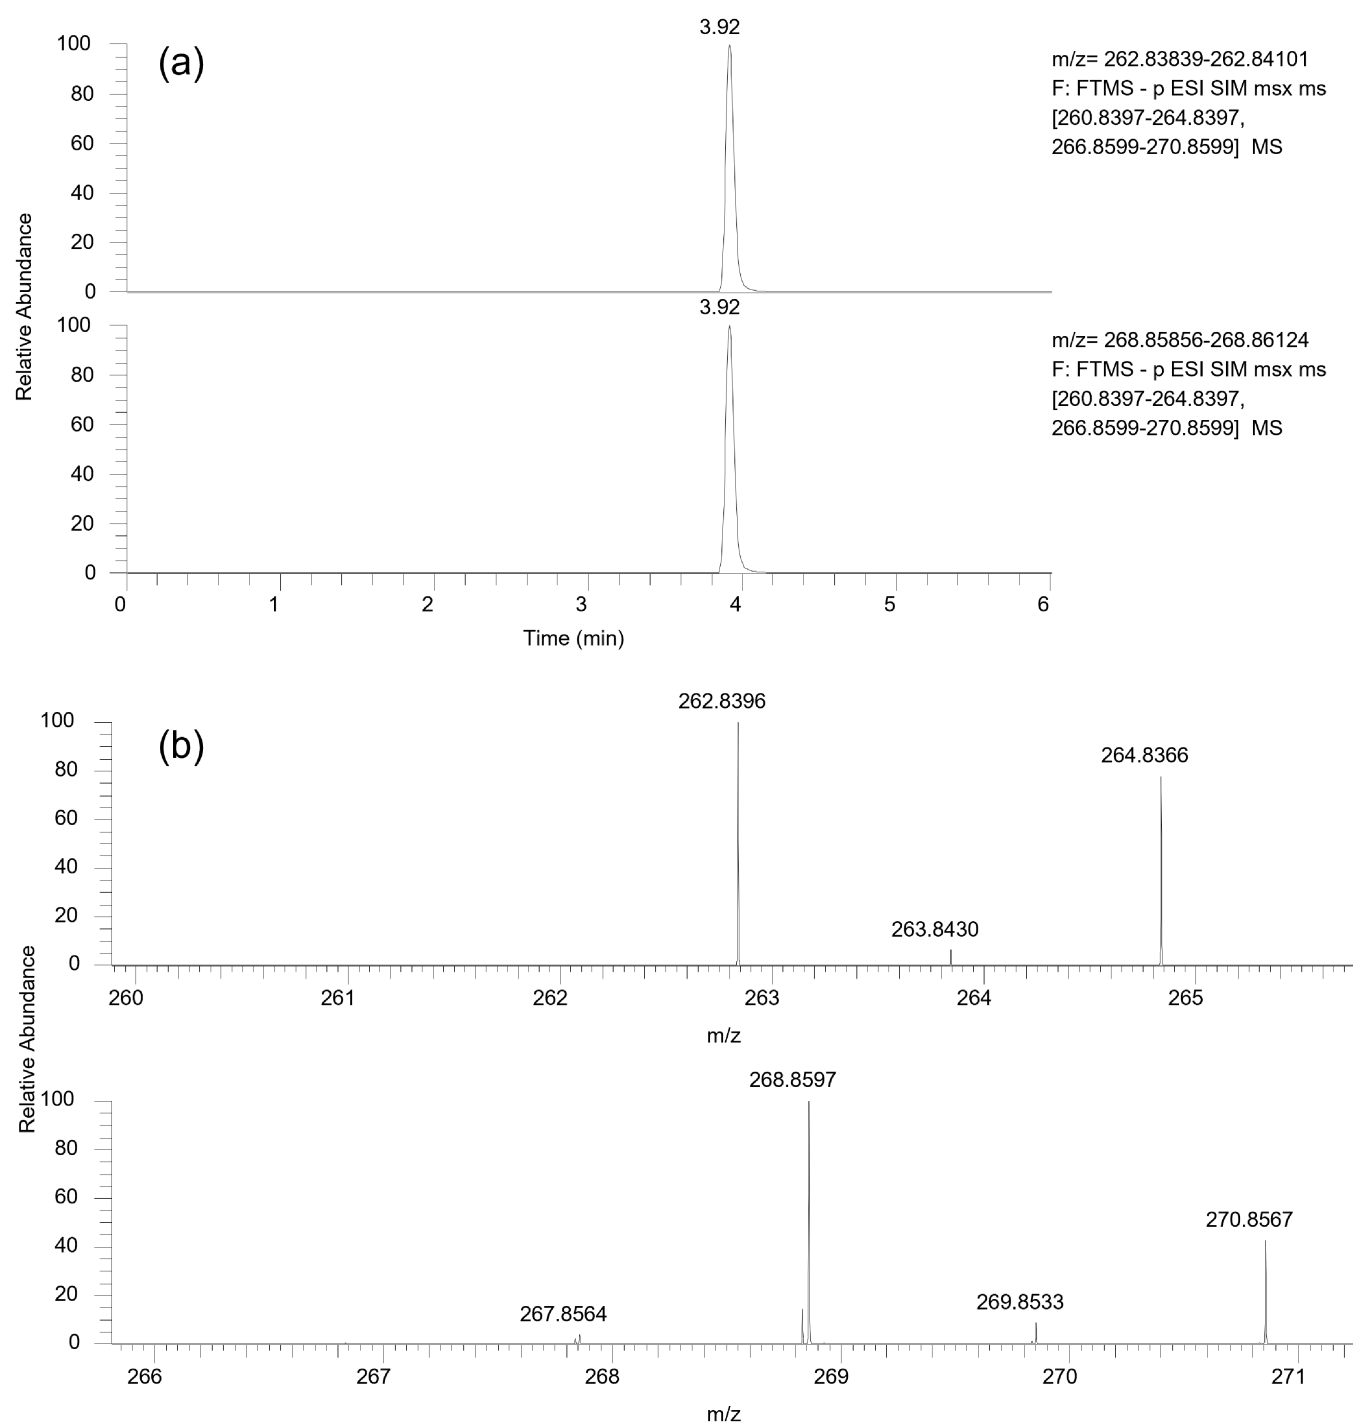 3.92
(a)
100
80
60
40
20
0
m/z= 262.83839-262.84101
F: FTMS - p ESI SIM msx ms
[260.8397-264.8397,
266.8599-270.8599] MS
Relative Abundance
3.92
100
80
60
40
20
0
m/z= 268.85856-268.86124
F: FTMS - p ESI SIM msx ms
[260.8397-264.8397,
266.8599-270.8599] MS
0 1 2 3 4 5 6
Time (min)
(b)
262.8396
264.8366
263.8430
100
80
60
40
20
0
260 261 262 263 264 265
m/z
Relative Abundance
268.8597
270.8567
267.8564
269.8533
100
80
60
40
20
0
266 267 268 269 270 271
m/z